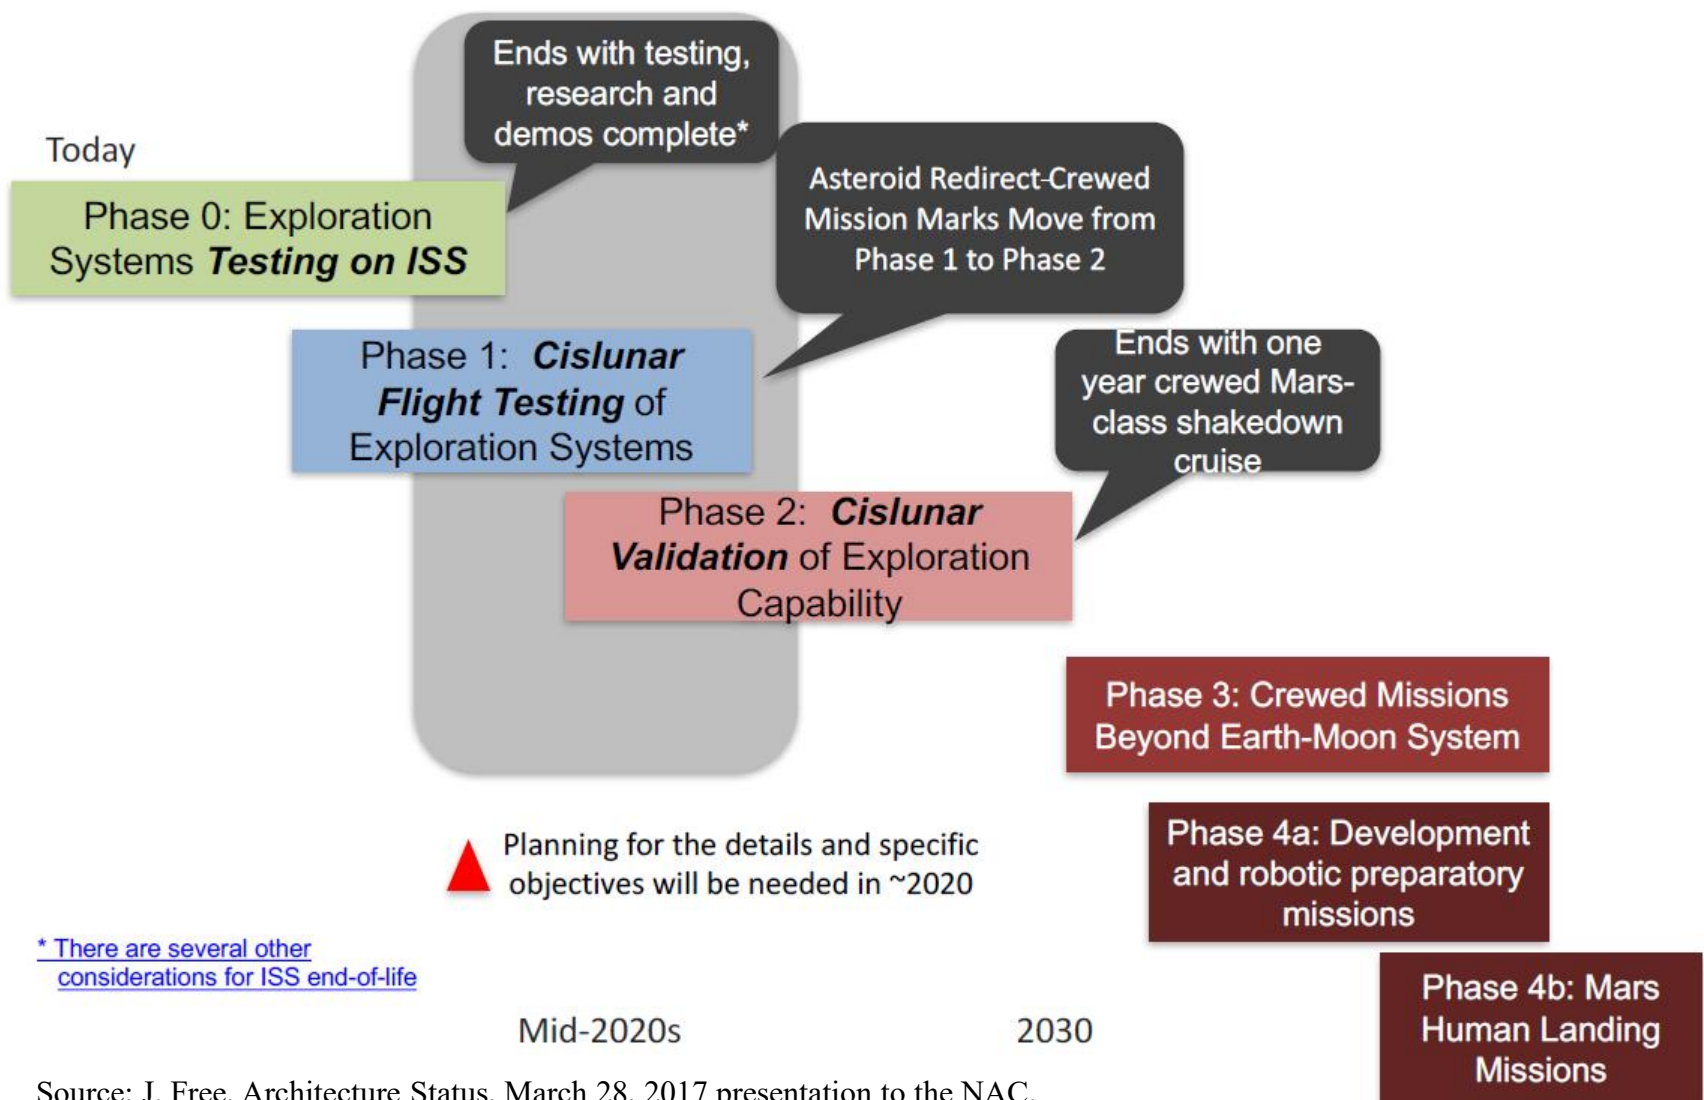 Ends with testing,
research and
demos complete*
Today
Phase 0: Exploration
Systems Testing on ISS
Asteroid Redirect-Crewed
Mission Marks Move from
Phase 1 to Phase 2
Phase 1: Cislunar
Flight Testing of
Exploration Systems
Ends with one
year crewed Mars-
class shakedown
cruise
Phase 2: Cislunar
Validation of Exploration
Capability
Phase 3: Crewed Missions
Beyond Earth-Moon System
Planning for the details and specific
objectives will be needed in ~2020
Phase 4a: Development
and robotic preparatory
missions
* There are several other
considerations for ISS end-of-life
Phase 4b: Mars
Human Landing
Missions
Mid-2020s
2030
Source: J. Free, Architecture Status, March 28, 2017 presentation to the NAC.